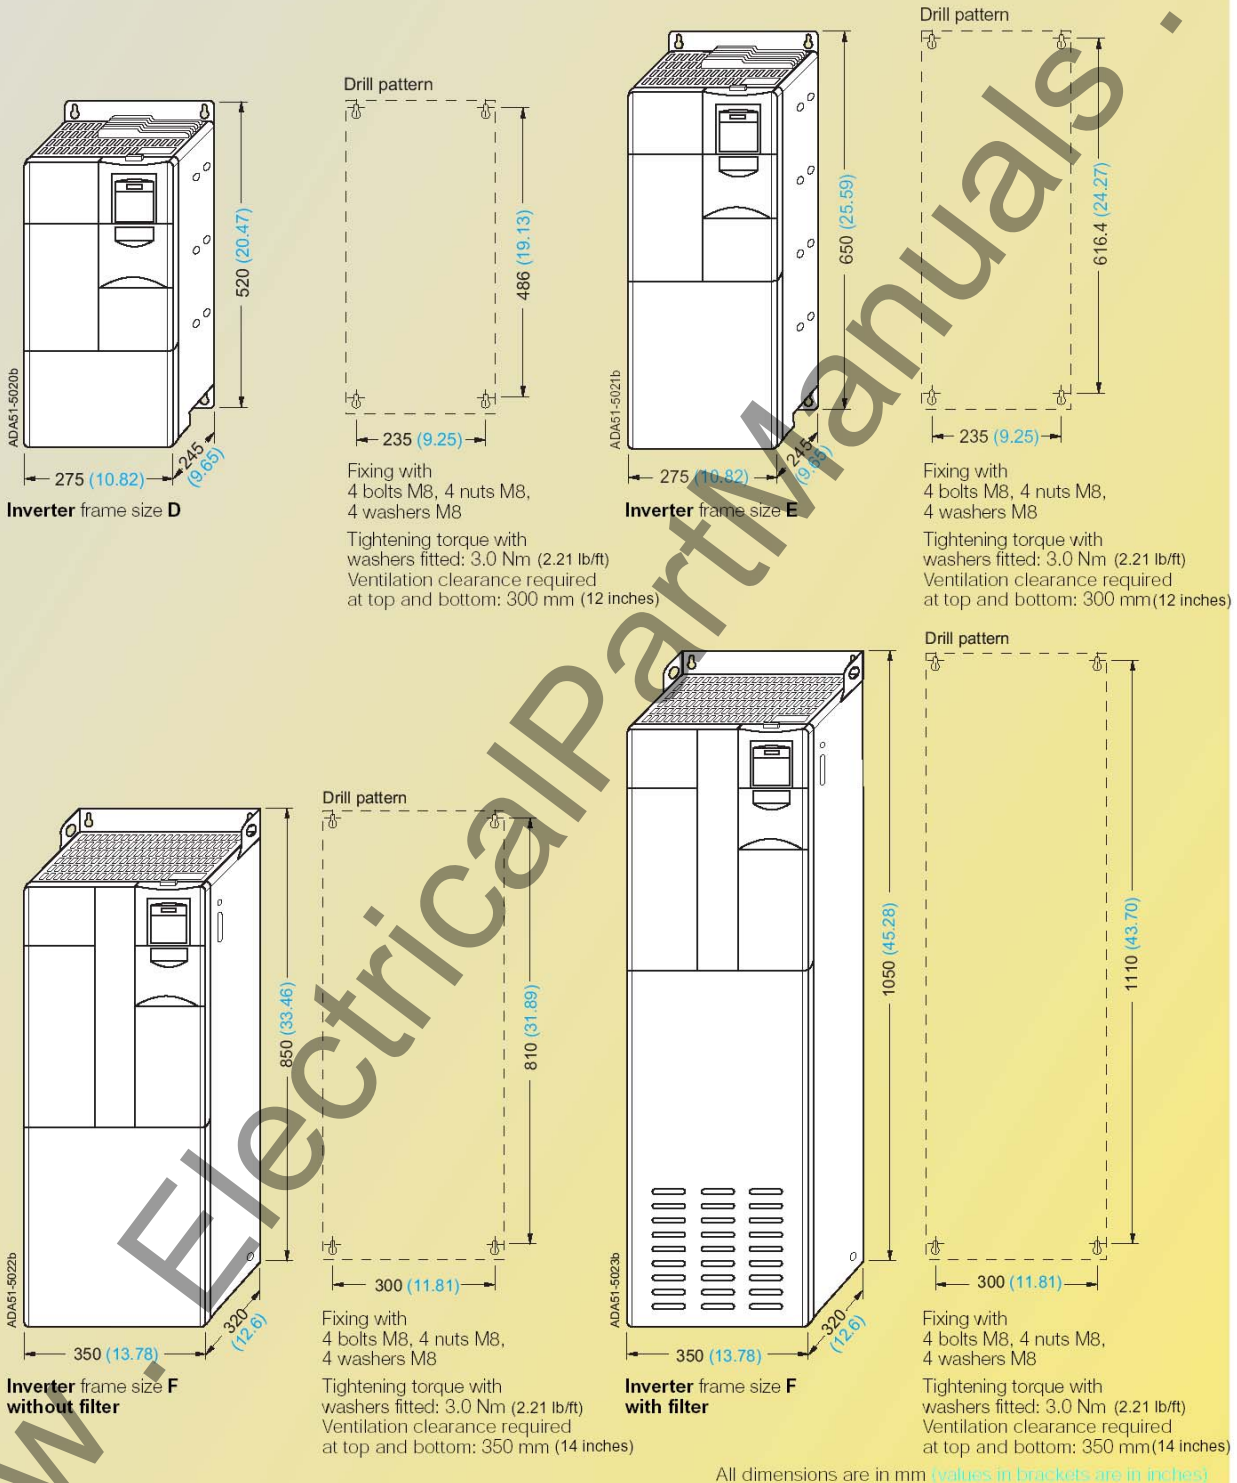 Drill pattern
520 (20.47)
486 (19.13)
235 (9.25)
275 (10.82)
245
(9.65)
ADA51-5020b
Inverter frame size D
Fixing with
4 bolts M8, 4 nuts M8,
4 washers M8
Tightening torque with
washers fitted: 3.0 Nm (2.21 lb/ft)
Ventilation clearance required
at top and bottom: 300 mm (12 inches)
Drill pattern
650 (25.59)
616.4 (24.27)
235 (9.25)
275 (10.82)
245
(9.65)
ADA51-5021b
Inverter frame size E
Fixing with
4 bolts M8, 4 nuts M8,
4 washers M8
Tightening torque with
washers fitted: 3.0 Nm (2.21 lb/ft)
Ventilation clearance required
at top and bottom: 300 mm(12 inches)
Drill pattern
850 (33.46)
810 (31.89)
300 (11.81)
350 (13.78)
320
(12.6)
ADA51-5022b
Inverter frame size F
without filter
Fixing with
4 bolts M8, 4 nuts M8,
4 washers M8
Tightening torque with
washers fitted: 3.0 Nm (2.21 lb/ft)
Ventilation clearance required
at top and bottom: 350 mm (14 inches)
Drill pattern
1050 (45.28)
1110 (43.70)
300 (11.81)
350 (13.78)
320
(12.6)
ADA51-5023b
Inverter frame size F
with filter
Fixing with
4 bolts M8, 4 nuts M8,
4 washers M8
Tightening torque with
washers fitted: 3.0 Nm (2.21 lb/ft)
Ventilation clearance required
at top and bottom: 350 mm(14 inches)
All dimensions are in mm (values in brackets are in inches)
w . ElectricalPartManuals .